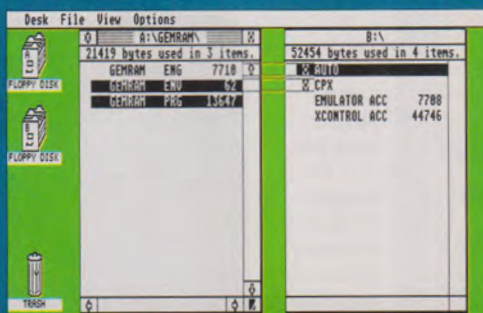 Desk File View Options
A:\GEMRAM\
21419 bytes used in 3 items.
GEMRAM ENG 7710
GEMRAM ENV 62
GEMRAM PRG 13647
B:\
52454 bytes used in 4 items.
AUTO
CPX
EMULATOR ACC 7708
XCONTROL ACC 44746
A
FLOPPY DISK
B
FLOPPY DISK
TRASH